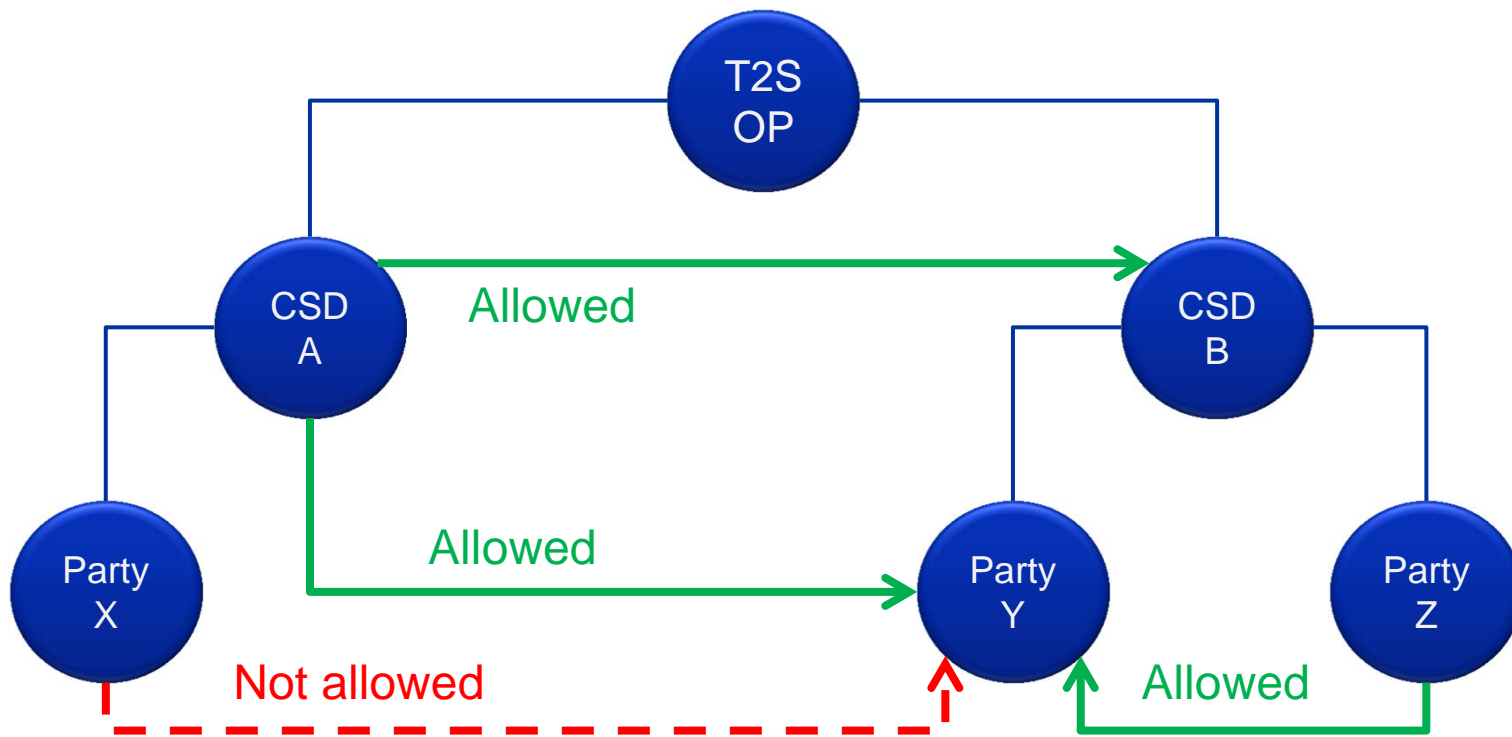 T2S
OP
CSD
A
Allowed
CSD
B
Allowed
Party
X
Party
Y
Party
Z
Not allowed
Allowed